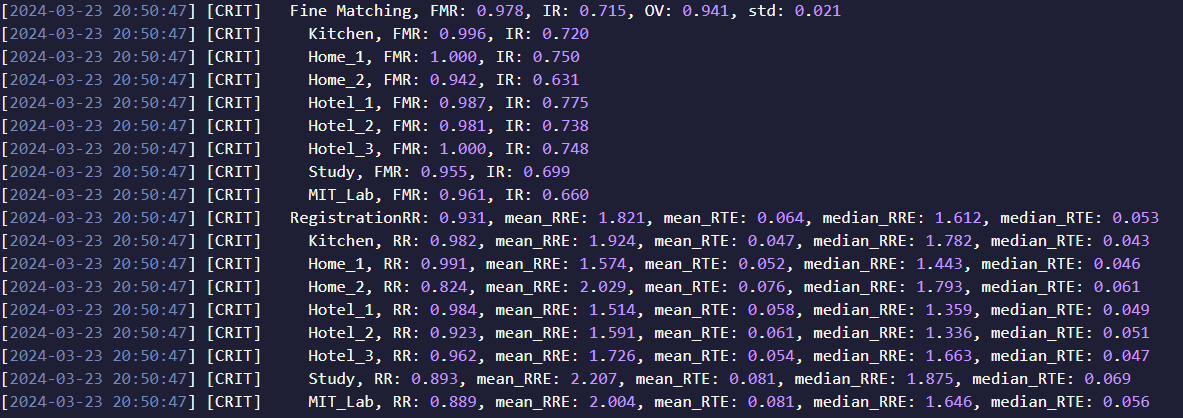 [2024-03-23 20:50:47] [CRIT]   Fine Matching, FMR: 0.978, IR: 0.715, OV: 0.941, std: 0.021
[2024-03-23 20:50:47] [CRIT]     Kitchen, FMR: 0.996, IR: 0.720
[2024-03-23 20:50:47] [CRIT]     Home_1, FMR: 1.000, IR: 0.750
[2024-03-23 20:50:47] [CRIT]     Home_2, FMR: 0.942, IR: 0.631
[2024-03-23 20:50:47] [CRIT]     Hotel_1, FMR: 0.987, IR: 0.775
[2024-03-23 20:50:47] [CRIT]     Hotel_2, FMR: 0.981, IR: 0.738
[2024-03-23 20:50:47] [CRIT]     Hotel_3, FMR: 1.000, IR: 0.748
[2024-03-23 20:50:47] [CRIT]     Study, FMR: 0.955, IR: 0.699
[2024-03-23 20:50:47] [CRIT]     MIT_Lab, FMR: 0.961, IR: 0.660
[2024-03-23 20:50:47] [CRIT]   RegistrationRR: 0.931, mean_RRE: 1.821, mean_RTE: 0.064, median_RRE: 1.612, median_RTE: 0.053
[2024-03-23 20:50:47] [CRIT]     Kitchen, RR: 0.982, mean_RRE: 1.924, mean_RTE: 0.047, median_RRE: 1.782, median_RTE: 0.043
[2024-03-23 20:50:47] [CRIT]     Home_1, RR: 0.991, mean_RRE: 1.574, mean_RTE: 0.052, median_RRE: 1.443, median_RTE: 0.046
[2024-03-23 20:50:47] [CRIT]     Home_2, RR: 0.824, mean_RRE: 2.029, mean_RTE: 0.076, median_RRE: 1.793, median_RTE: 0.061
[2024-03-23 20:50:47] [CRIT]     Hotel_1, RR: 0.984, mean_RRE: 1.514, mean_RTE: 0.058, median_RRE: 1.359, median_RTE: 0.049
[2024-03-23 20:50:47] [CRIT]     Hotel_2, RR: 0.923, mean_RRE: 1.591, mean_RTE: 0.061, median_RRE: 1.336, median_RTE: 0.051
[2024-03-23 20:50:47] [CRIT]     Hotel_3, RR: 0.962, mean_RRE: 1.726, mean_RTE: 0.054, median_RRE: 1.663, median_RTE: 0.047
[2024-03-23 20:50:47] [CRIT]     Study, RR: 0.893, mean_RRE: 2.207, mean_RTE: 0.081, median_RRE: 1.875, median_RTE: 0.069
[2024-03-23 20:50:47] [CRIT]     MIT_Lab, RR: 0.889, mean_RRE: 2.004, mean_RTE: 0.081, median_RRE: 1.646, median_RTE: 0.056